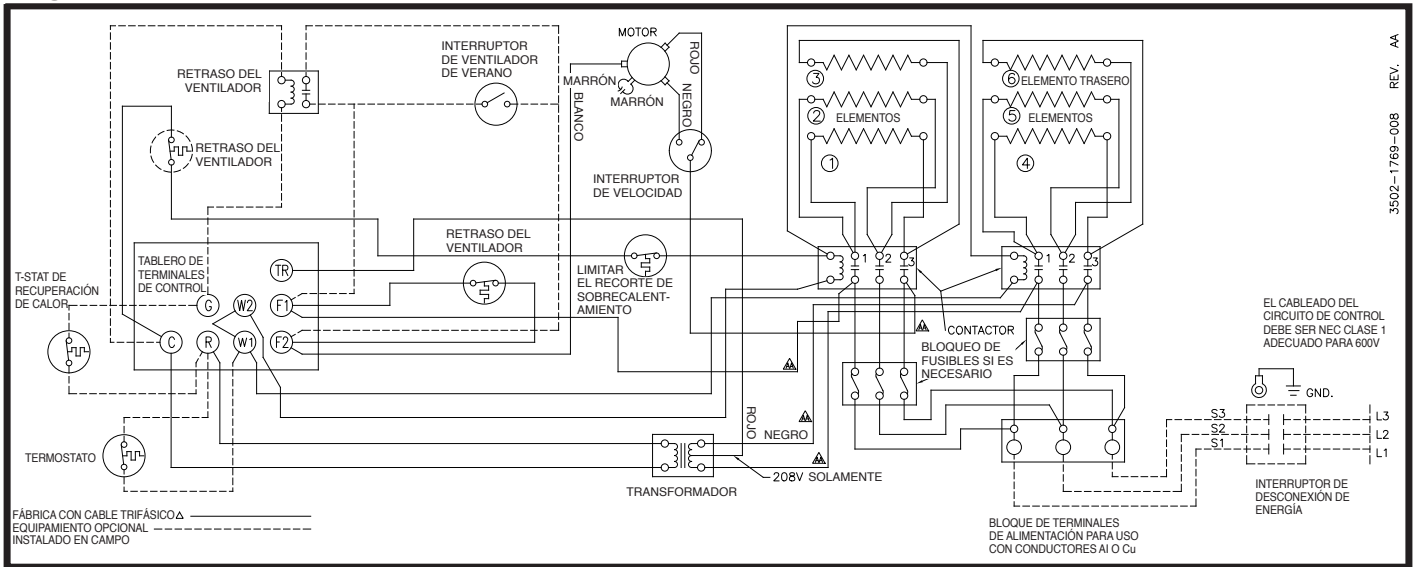 3502-1769-008 REV. AA
RETRASO DEL
VENTILADOR
INTERRUPTOR
DE VENTILADOR
DE VERANO
MOTOR
MARRÓN
MARRÓN
ROJO
NEGRO
BLANCO
RETRASO DEL
VENTILADOR
INTERRUPTOR
DE VELOCIDAD
3
2 ELEMENTOS
1
6 ELEMENTO TRASERO
5 ELEMENTOS
4
RETRASO DEL
VENTILADOR
LIMITAR
EL RECORTE DE
SOBRECALENT-
AMIENTO
1 2 3
1 2 3
TABLERO DE
TERMINALES
DE CONTROL
TR
G W2 F1
C R W1 F2
T-STAT DE
RECUPERACIÓN
DE CALOR
TERMOSTATO
CONTACTOR
BLOQUEO DE
FUSIBLES SI ES
NECESARIO
AA
AA
AA
AA
ROJO
NEGRO
208V SOLAMENTE
TRANSFORMADOR
EL CABLEADO DEL
CIRCUITO DE CONTROL
DEBE SER NEC CLASE 1
ADECUADO PARA 600V
GND.
S3 L3
S2 L2
S1 L1
INTERRUPTOR DE
DESCONEXIÓN DE
ENERGÍA
BLOQUE DE TERMINALES
DE ALIMENTACIÓN PARA USO
CON CONDUCTORES Al O Cu
FÁBRICA CON CABLE TRIFÁSICO△
EQUIPAMIENTO OPCIONAL
INSTALADO EN CAMPO